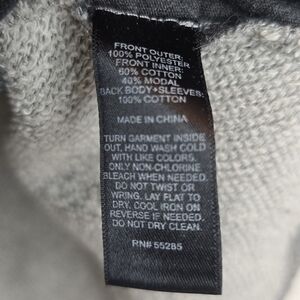 FRONT OUTER:
100% POLYESTER
FRONT INNER:
60% COTTON
40% MODAL
BACK BODY+SLEEVES:
100% COTTON
MADE IN CHINA
TURN GARMENT INSIDE
OUT, HAND WASH COLD
WITH LIKE COLORS.
ONLY NON-CHLORINE
BLEACH WHEN NEEDED.
DO NOT TWIST OR
WRING. LAY FLAT TO
DRY. COOL IRON ON
REVERSE IF NEEDED.
DO NOT DRY CLEAN.
RN# 55285